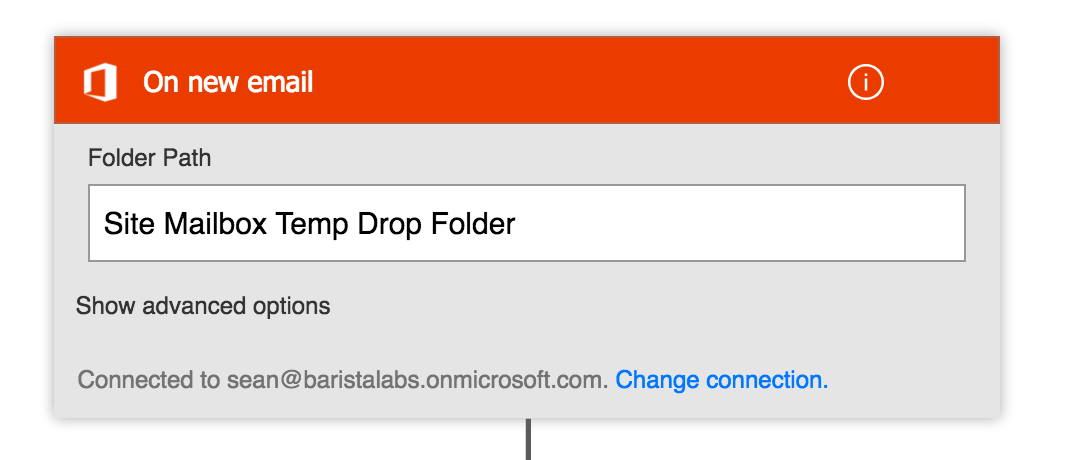 On new email
Folder Path
Site Mailbox Temp Drop Folder
Show advanced options
Connected to sean@baristalabs.onmicrosoft.com. Change connection.